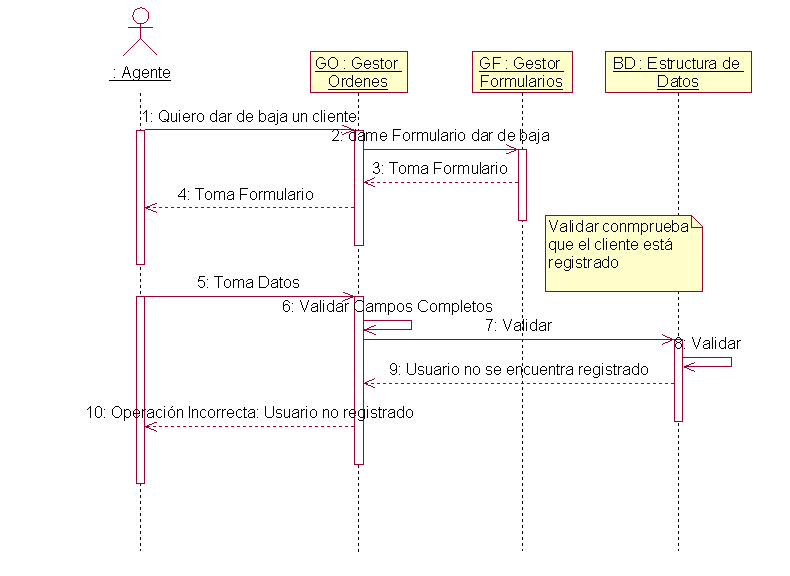 : Agente
GO : Gestor
Ordenes
GF : Gestor
Formularios
BD : Estructura de
Datos
1: Quiero dar de baja un cliente
2: dame Formulario dar de baja
3: Toma Formulario
4: Toma Formulario
Validar conmprueba
que el cliente está
registrado
5: Toma Datos
6: Validar Campos Completos
7: Validar
8: Validar
9: Usuario no se encuentra registrado
10: Operación Incorrecta: Usuario no registrado